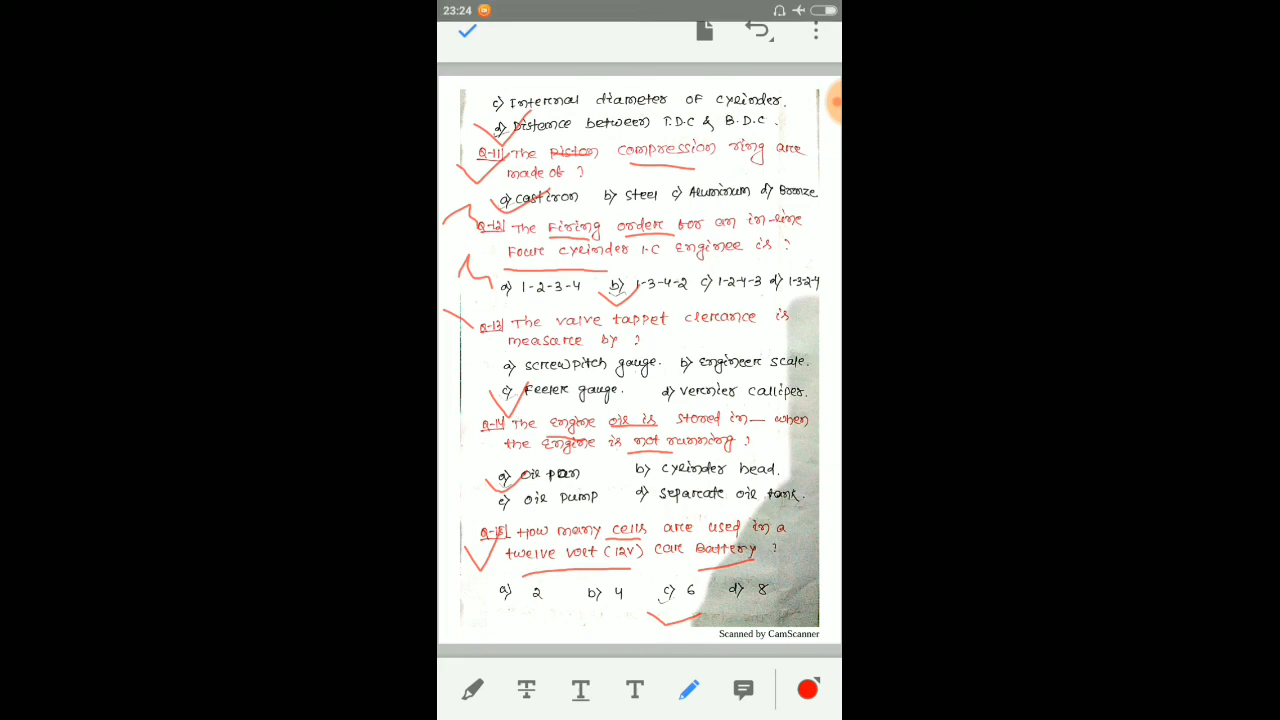 23:24
c) Internal diameter of cylinder.
d) Distance between T.D.C & B.D.C.
Q-11 The piston compression ring are
made of ?
a) cast iron b) steel c) Aluminum d) Bronze
Q-12 The Firing order for an in-line
Four cylinder I.C Engine is ?
a) 1-2-3-4 b) 1-3-4-2 c) 1-2-4-3 d) 1-3-2-4
Q-13 The valve tappet clerance is
measure by ?
a) screw pitch gauge. b) Engineer scale.
c) Feeler gauge. d) vernier calliper.
Q-14 The Engine oil is stored in — when
the Engine is not running ?
a) oil pan b) cylinder head.
c) oil pump d) separate oil tank.
Q-15 How many cells are used in a
twelve volt (12V) car Battery ?
a) 2 b) 4 c) 6 d) 8
Scanned by CamScanner
T T T